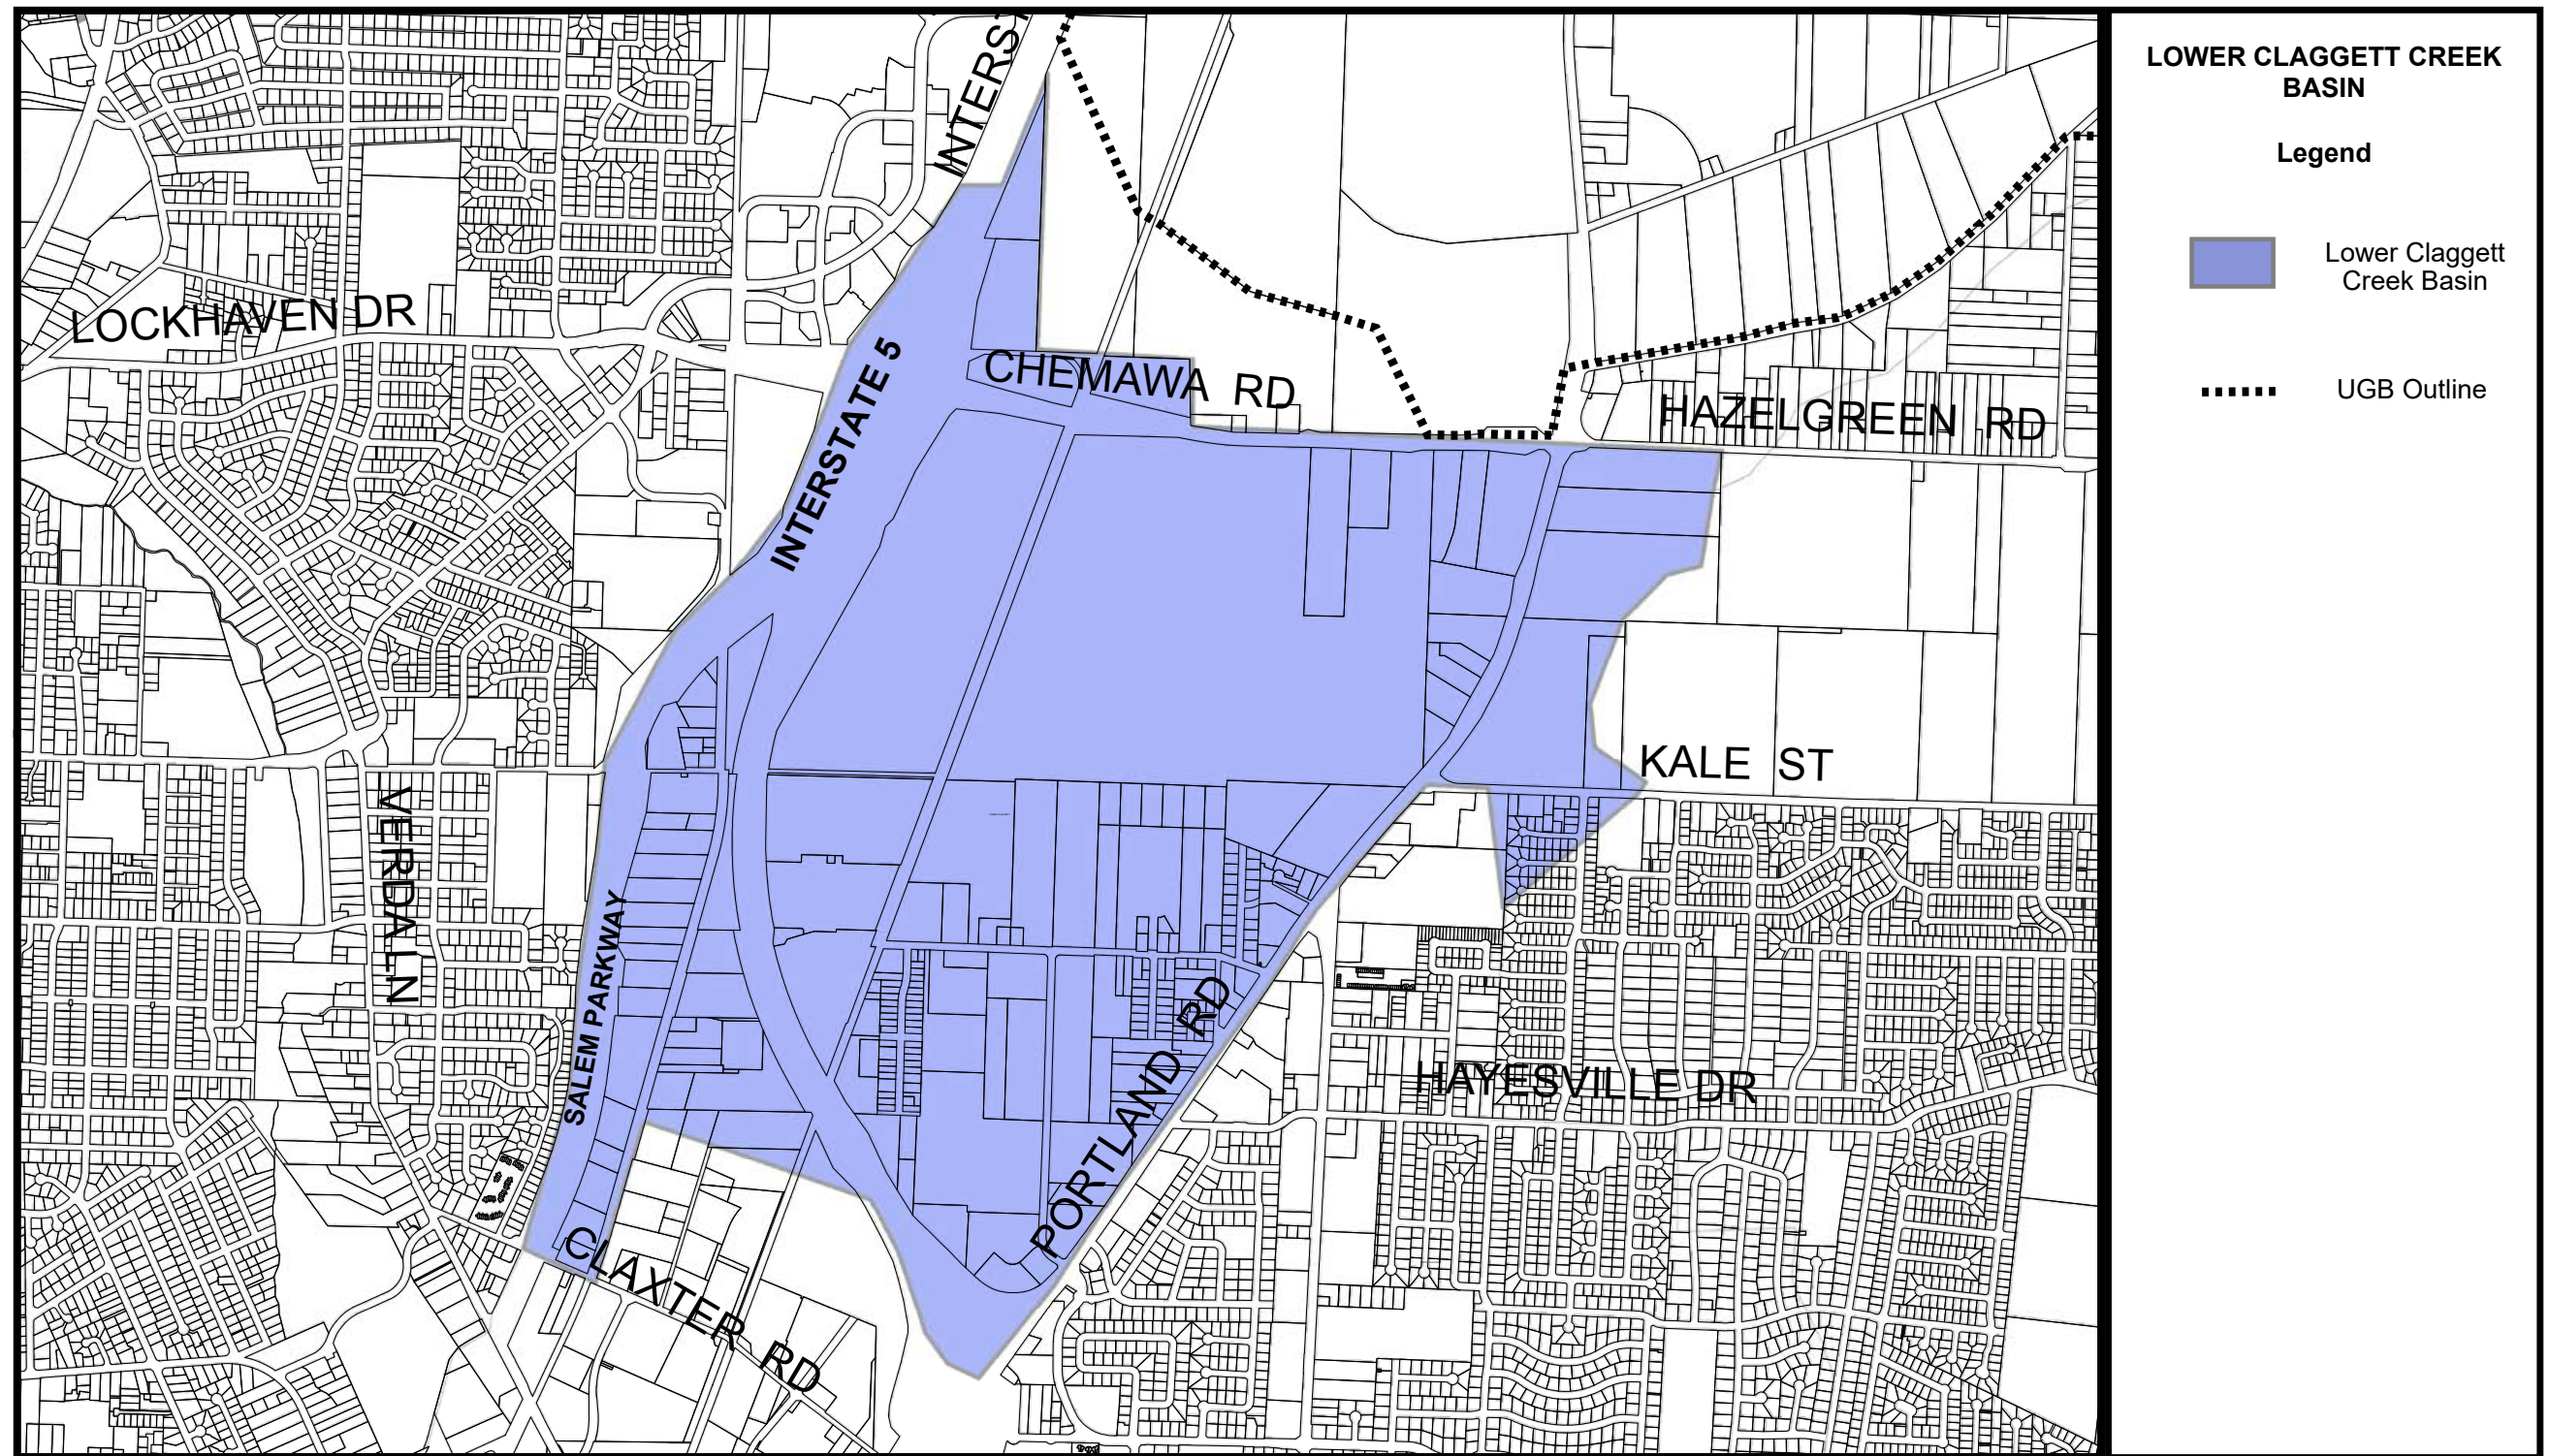 INTERST
LOCKHAVEN DR
INTERSTATE 5
CHEMAWA RD
HAZELGREEN RD
KALE ST
VERDA LN
SALEM PARKWAY
PORTLAND RD
HAYESVILLE DR
CLAXTER RD
LOWER CLAGGETT CREEK
BASIN
Legend
Lower Claggett
Creek Basin
UGB Outline